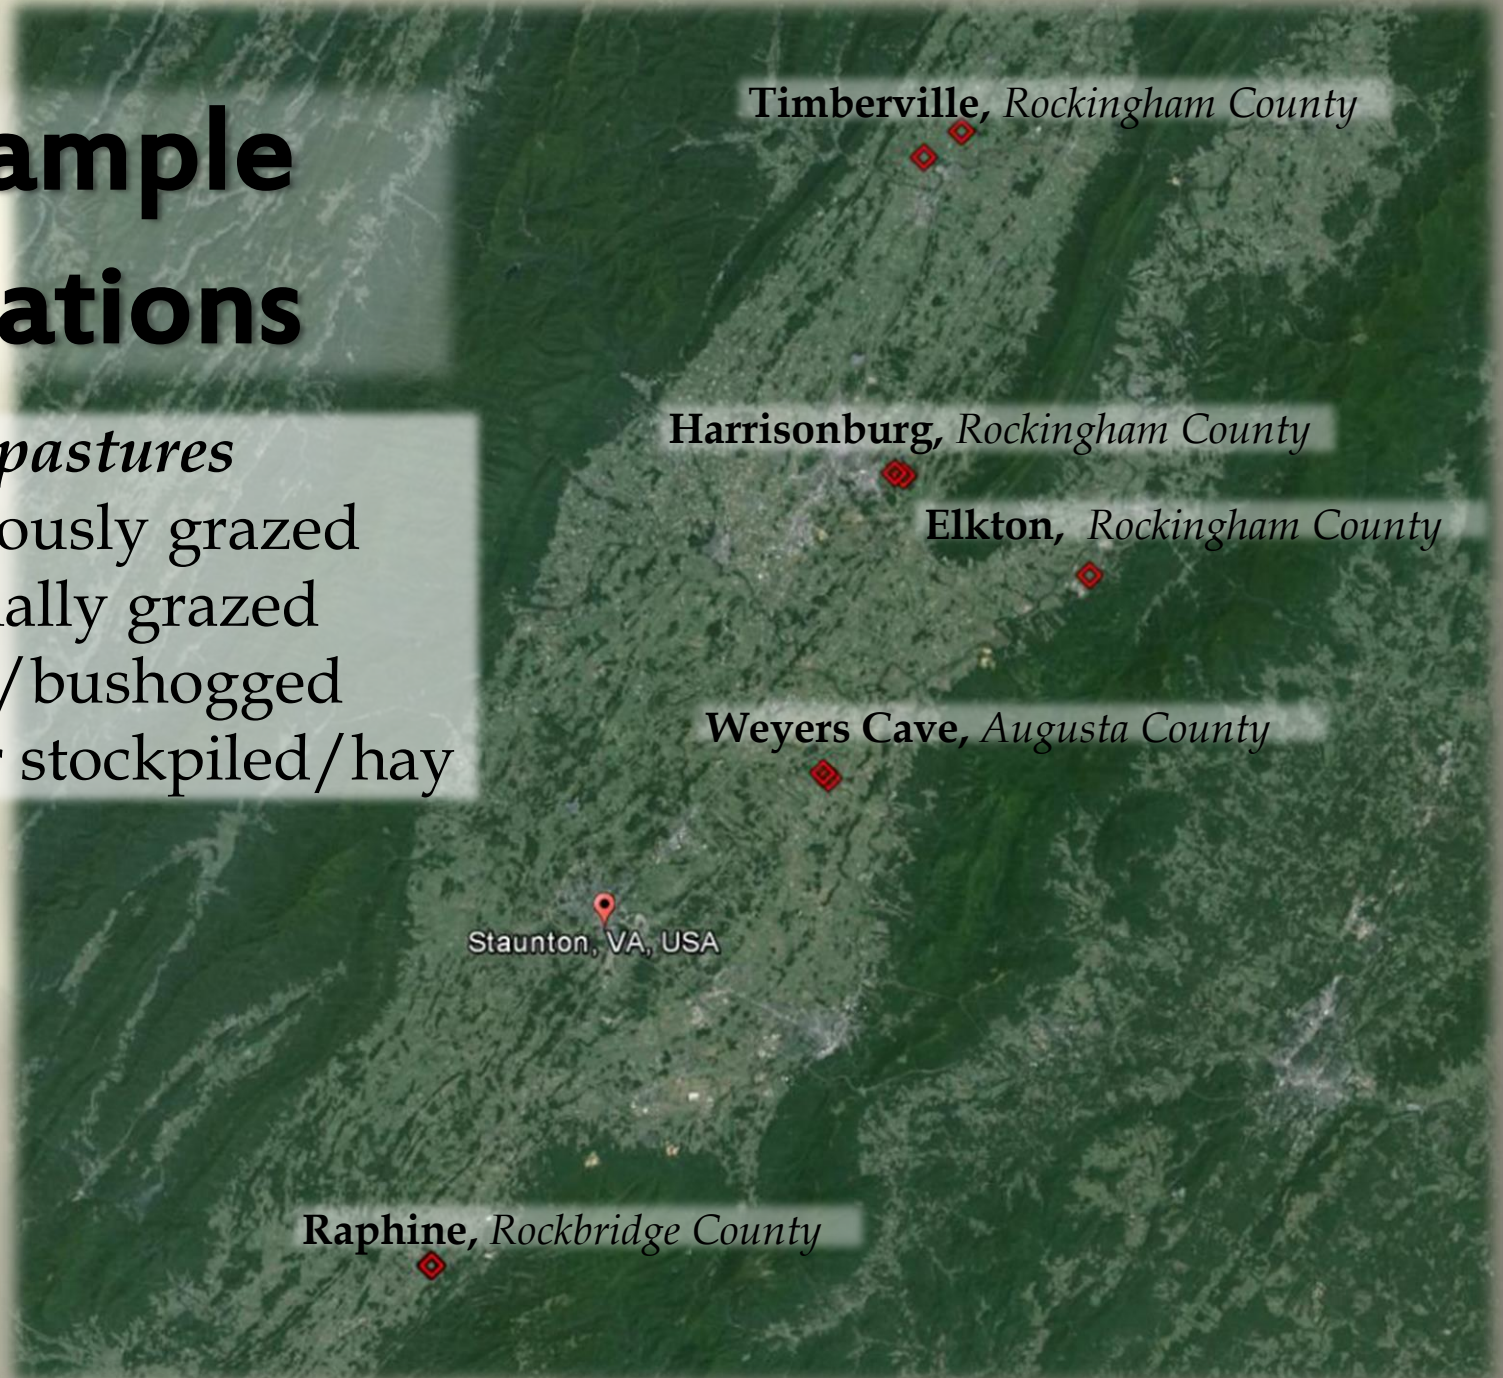 ample
ations
pastures
ously grazed
ally grazed
/bushogged
stockpiled/hay
Timberville, Rockingham County
Harrisonburg, Rockingham County
Elkton, Rockingham County
Weyers Cave, Augusta County
Staunton, VA, USA
Raphine, Rockbridge County